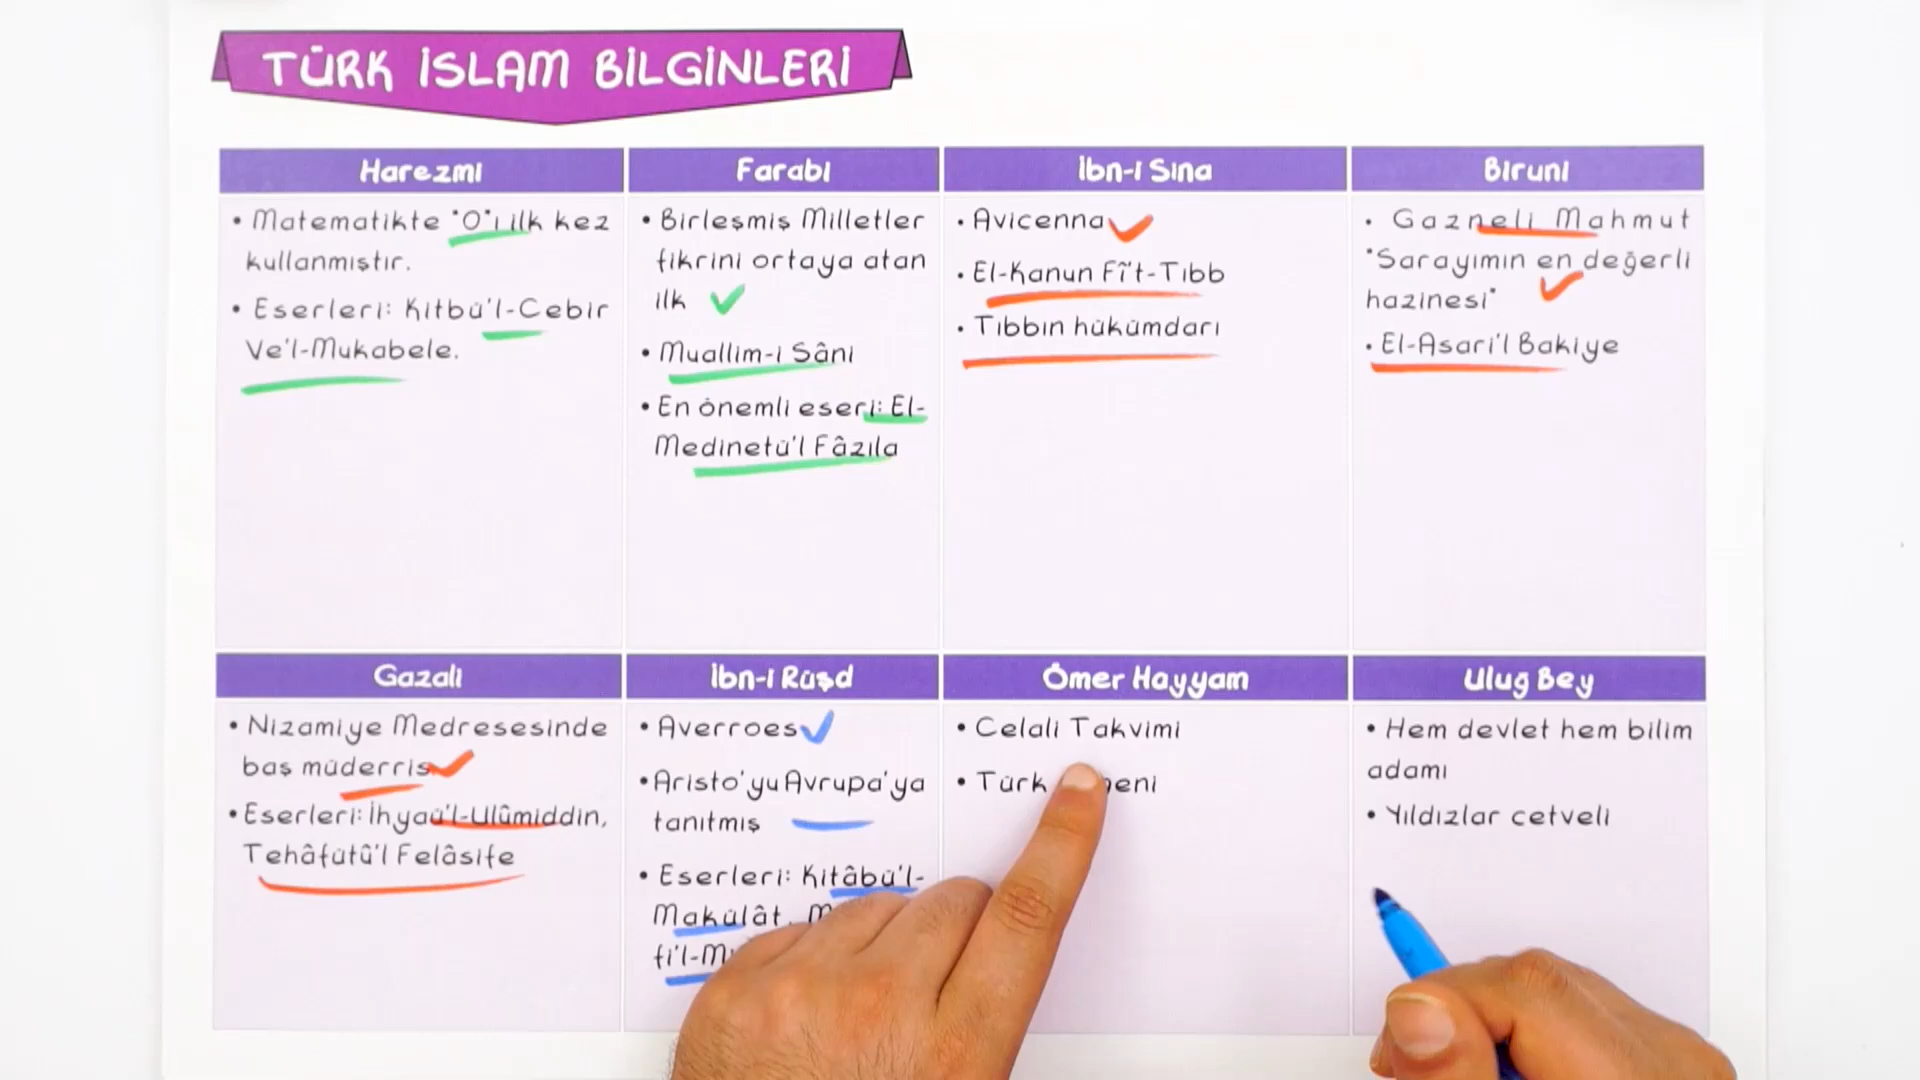 TÜRK İSLAM BİLGİNLERİ
Harezmi
• Matematikte "0"ı ilk kez
kullanmıştır.
• Eserleri: Kitbü'l-Cebir
Ve'l-Mukabele.
Farabi
• Birleşmiş Milletler
fikrini ortaya atan
ilk
• Muallim-i Sâni
• En önemli eseri: El-
Medinetü'l Fâzıla
İbn-i Sina
• Avicenna
• El-Kanun Fî't-Tıbb
• Tıbbın hükümdarı
Biruni
• Gazneli Mahmut
"Sarayımın en değerli
hazinesi"
• El-Asari'l Bakiye
Gazali
• Nizamiye Medresesinde
baş müderris
• Eserleri: İhyaü'l-Ulûmiddin,
Tehâfütü'l Felâsife
İbn-i Rüşd
• Averroes
• Aristo'yu Avrupa'ya
tanıtmış
• Eserleri: Kitâbü'l-
Makülât,
fi'l-
Ömer Hayyam
• Celali Takvimi
• Türk
Ulug Bey
• Hem devlet hem bilim
adamı
• Yıldızlar cetveli